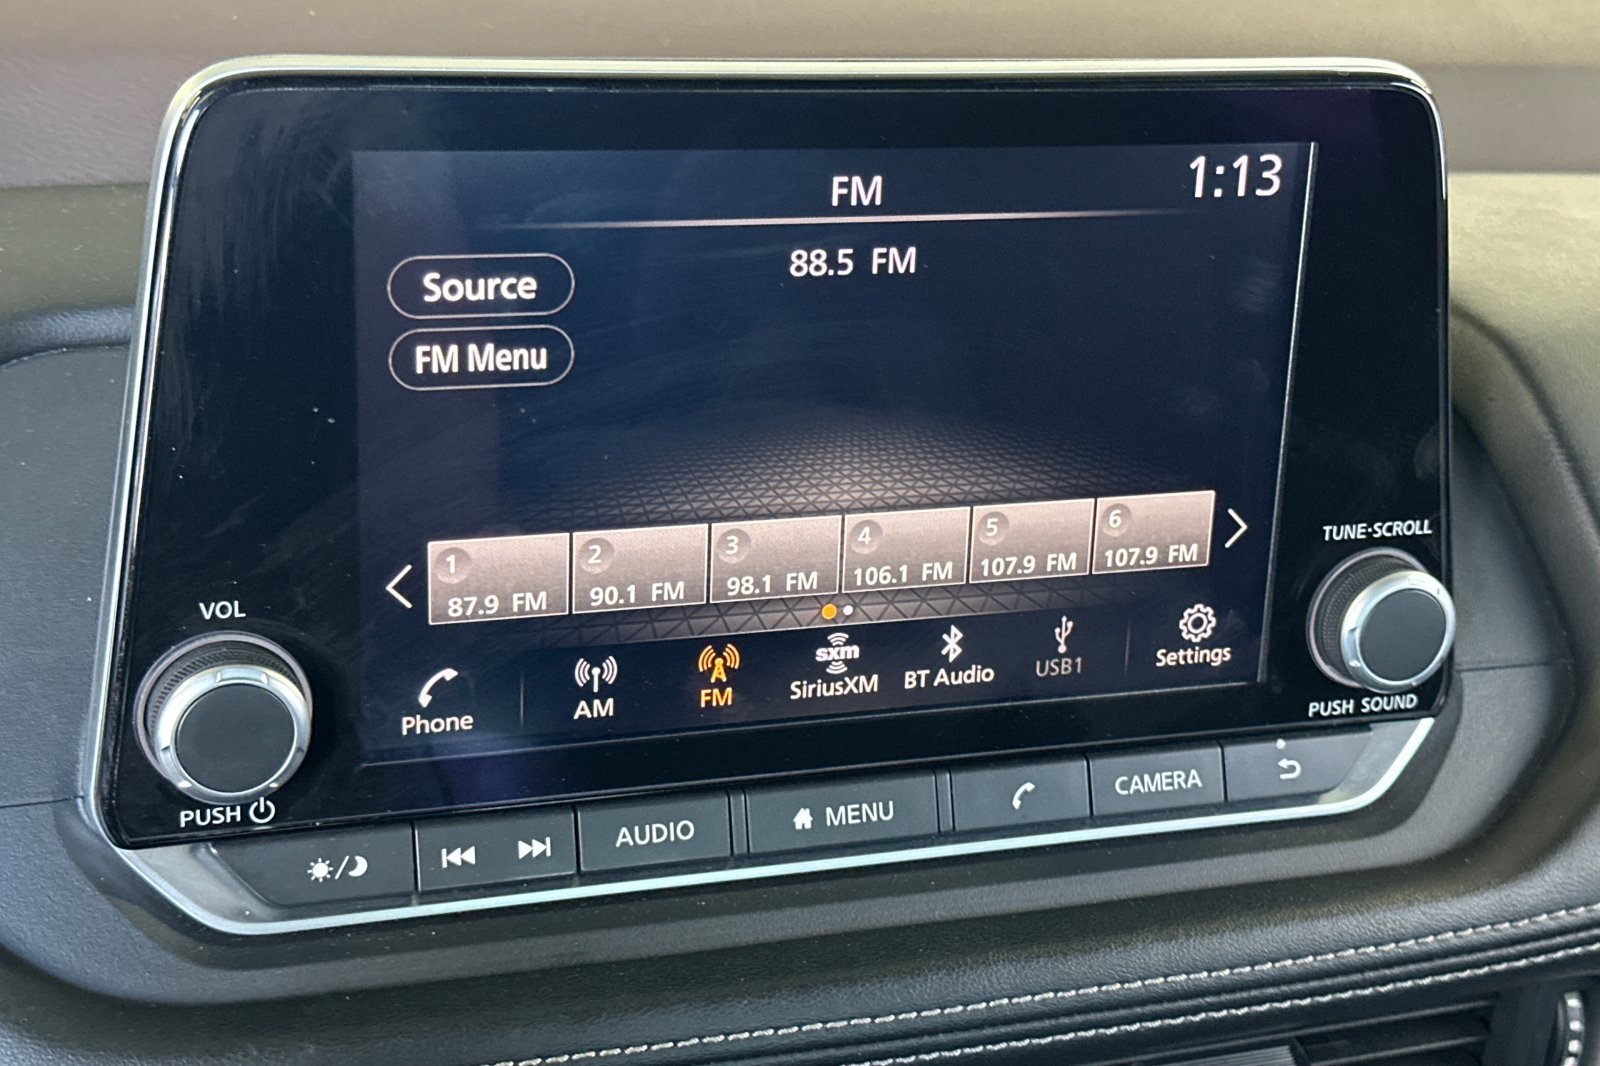 FM
1:13
88.5 FM
Source
FM Menu
1
87.9 FM
2
90.1 FM
3
98.1 FM
4
106.1 FM
5
107.9 FM
6
107.9 FM
Phone
AM
FM
sxm
SiriusXM
BT Audio
USB1
Settings
VOL
PUSH
TUNE·SCROLL
PUSH SOUND
AUDIO
MENU
CAMERA